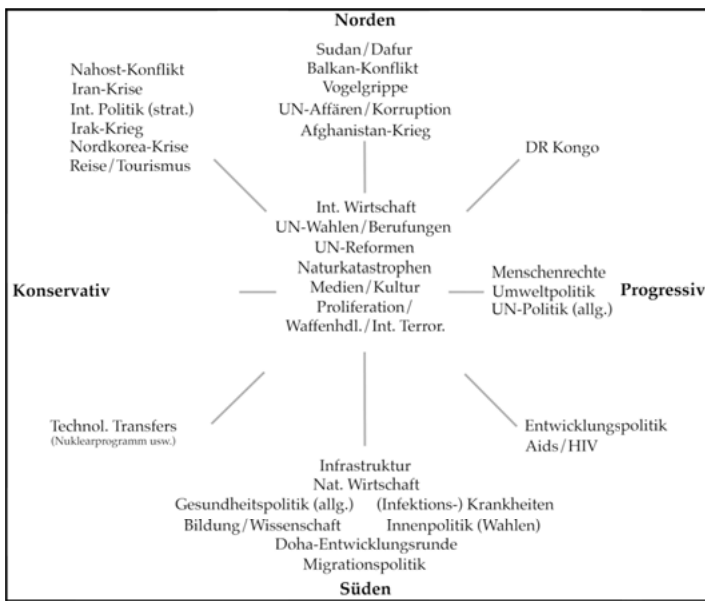 Norden
Sudan/Dafur
Balkan-Konflikt
Vogelgrippe
UN-Affären/Korruption
Afghanistan-Krieg
Nahost-Konflikt
Iran-Krise
Int. Politik (strat.)
Irak-Krieg
Nordkorea-Krise
Reise/Tourismus
DR Kongo
Int. Wirtschaft
UN-Wahlen/Berufungen
UN-Reformen
Naturkatastrophen
Medien/Kultur
Proliferation/
Waffenhdl./Int. Terror.
Konservativ
Menschenrechte
Umweltpolitik
UN-Politik (allg.)
Progressiv
Technol. Transfers
(Nuklearprogramm usw.)
Entwicklungspolitik
Aids/HIV
Infrastruktur
Nat. Wirtschaft
Gesundheitspolitik (allg.) (Infektions-) Krankheiten
Bildung/Wissenschaft Innenpolitik (Wahlen)
Doha-Entwicklungsrunde
Migrationspolitik
Süden